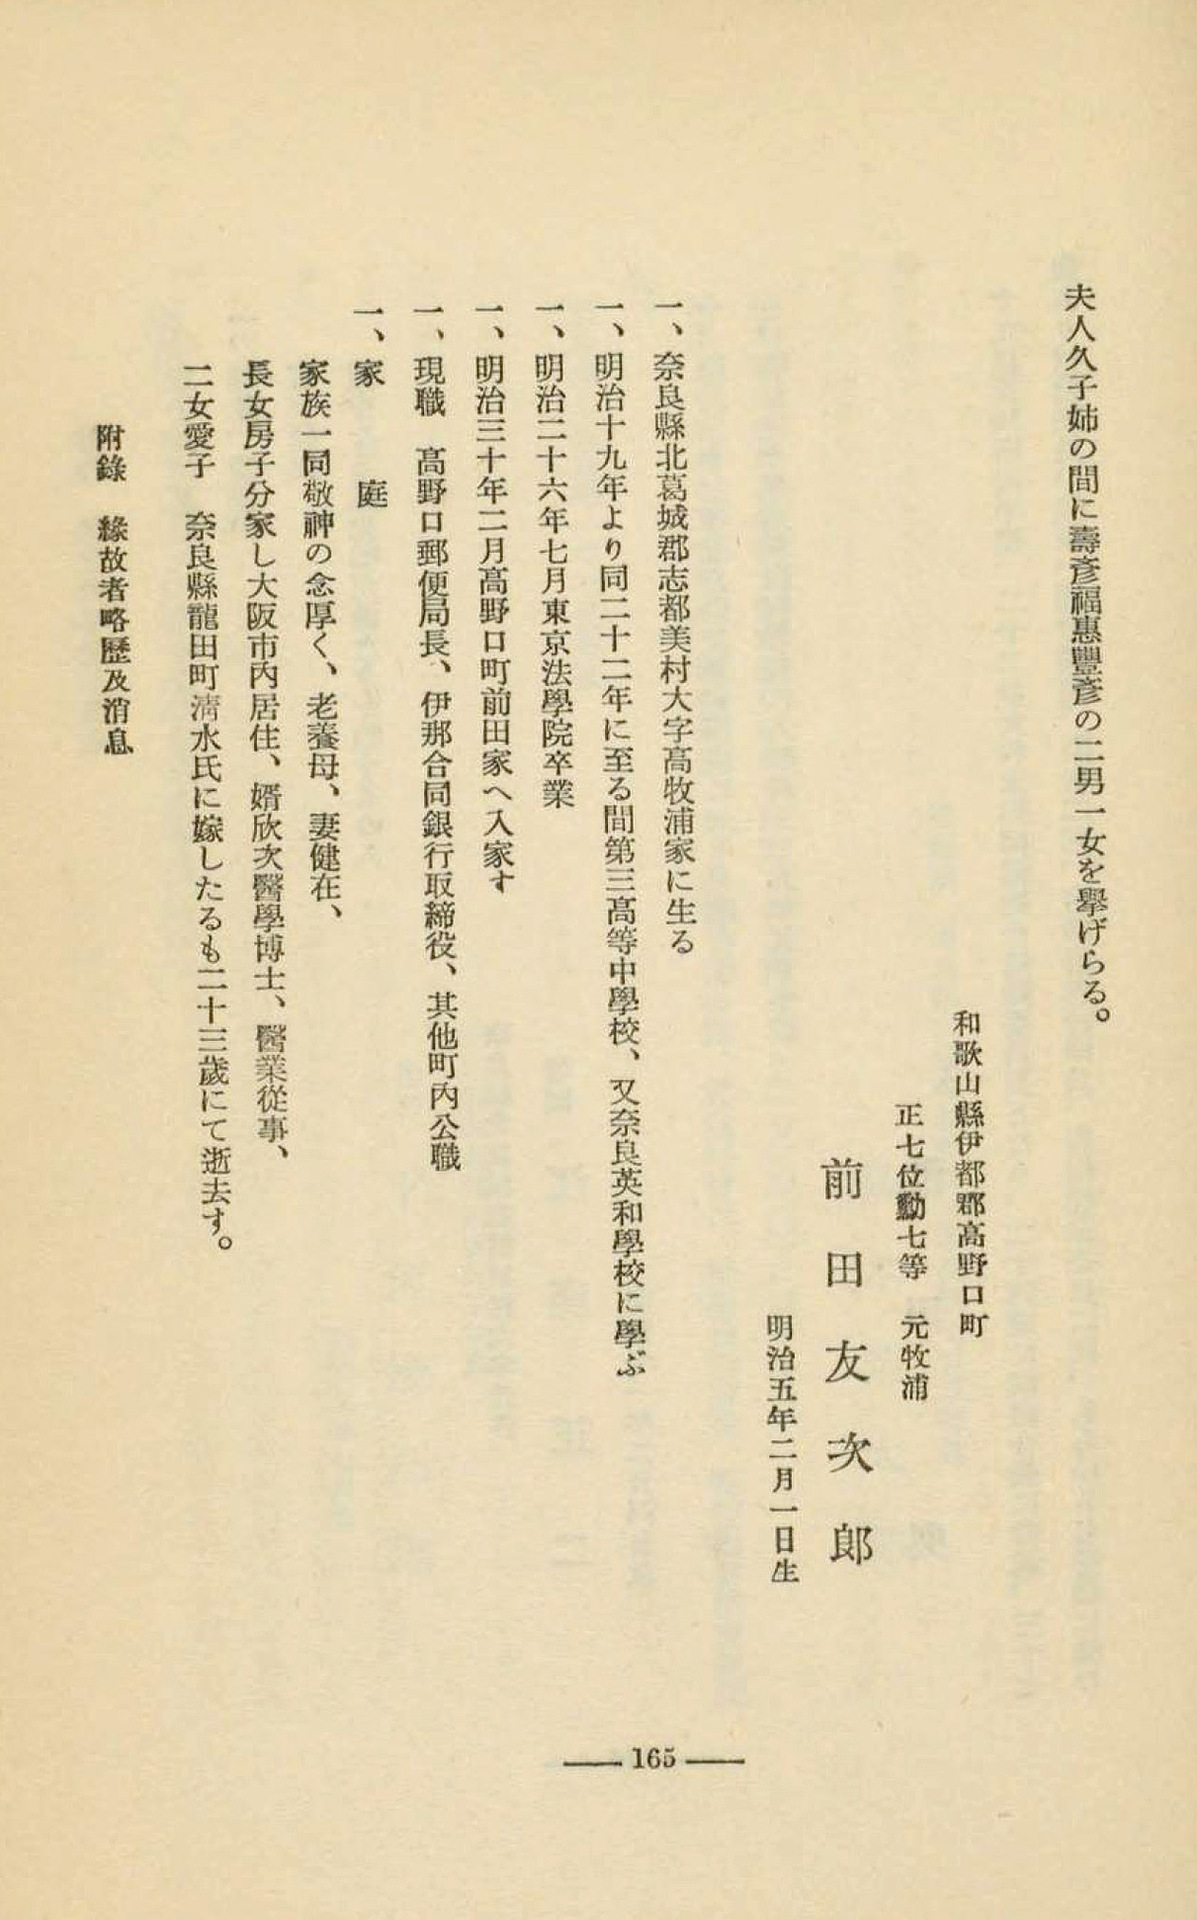 夫人久子姉の間に壽彥福惠豐彥の二男一女を擧げらる。
和歌山縣伊都郡高野口町
正七位勳七等　元牧浦
前田友次郎
明治五年二月一日生
一、奈良縣北葛城郡志都美村大字高牧浦家に生る
一、明治十九年より同二十二年に至る間第三高等中學校、又奈良英和學校に學ぶ
一、明治二十六年七月東京法學院卒業
一、明治三十年二月高野口町前田家へ入家す
一、現職　高野口郵便局長、伊那合同銀行取締役、其他町內公職
一、家　　庭
家族一同敬神の念厚く、老養母、妻健在、
長女房子分家し大阪市內居住、婿欣次醫學博士、醫業從事、
二女愛子　奈良縣龍田町淸水氏に嫁したるも二十三歲にて逝去す。
附錄　緣故者略歷及消息
165